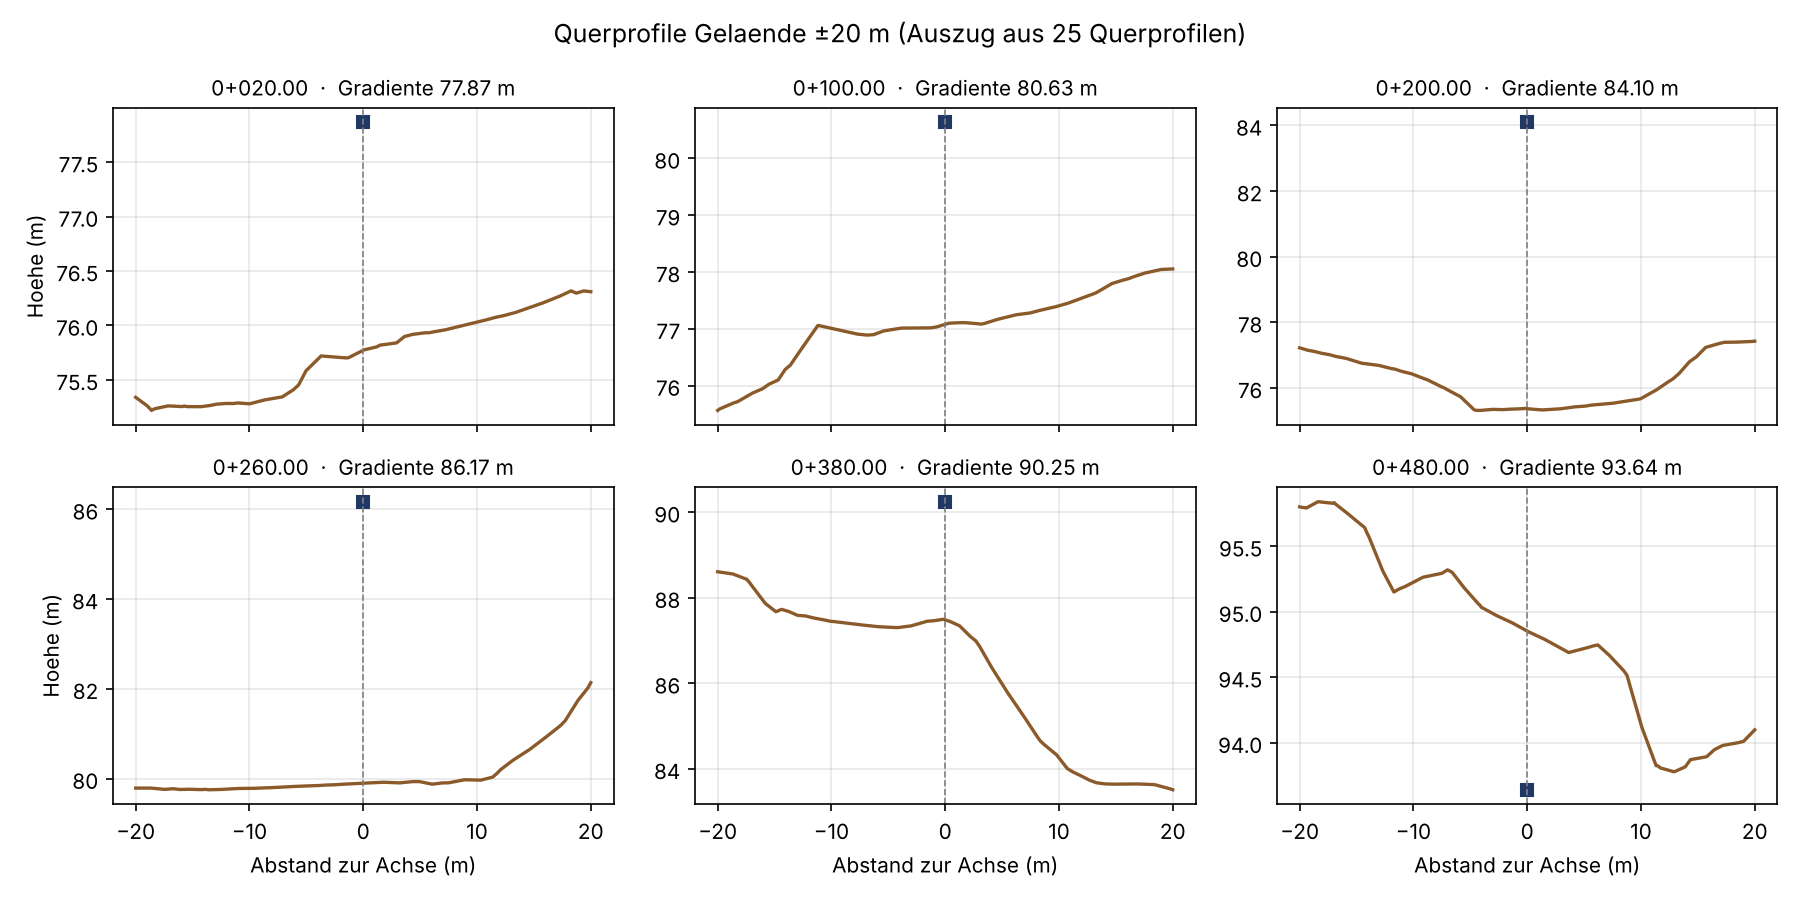 Querprofile Gelaende ±20 m (Auszug aus 25 Querprofilen)
0+020.00 · Gradiente 77.87 m
0+100.00 · Gradiente 80.63 m
0+200.00 · Gradiente 84.10 m
Hoehe (m)
77.5
77.0
76.5
76.0
75.5
80
79
78
77
76
84
82
80
78
76
0+260.00 · Gradiente 86.17 m
0+380.00 · Gradiente 90.25 m
0+480.00 · Gradiente 93.64 m
Hoehe (m)
86
84
82
80
90
88
86
84
95.5
95.0
94.5
94.0
−20 −10 0 10 20
−20 −10 0 10 20
−20 −10 0 10 20
Abstand zur Achse (m)
Abstand zur Achse (m)
Abstand zur Achse (m)